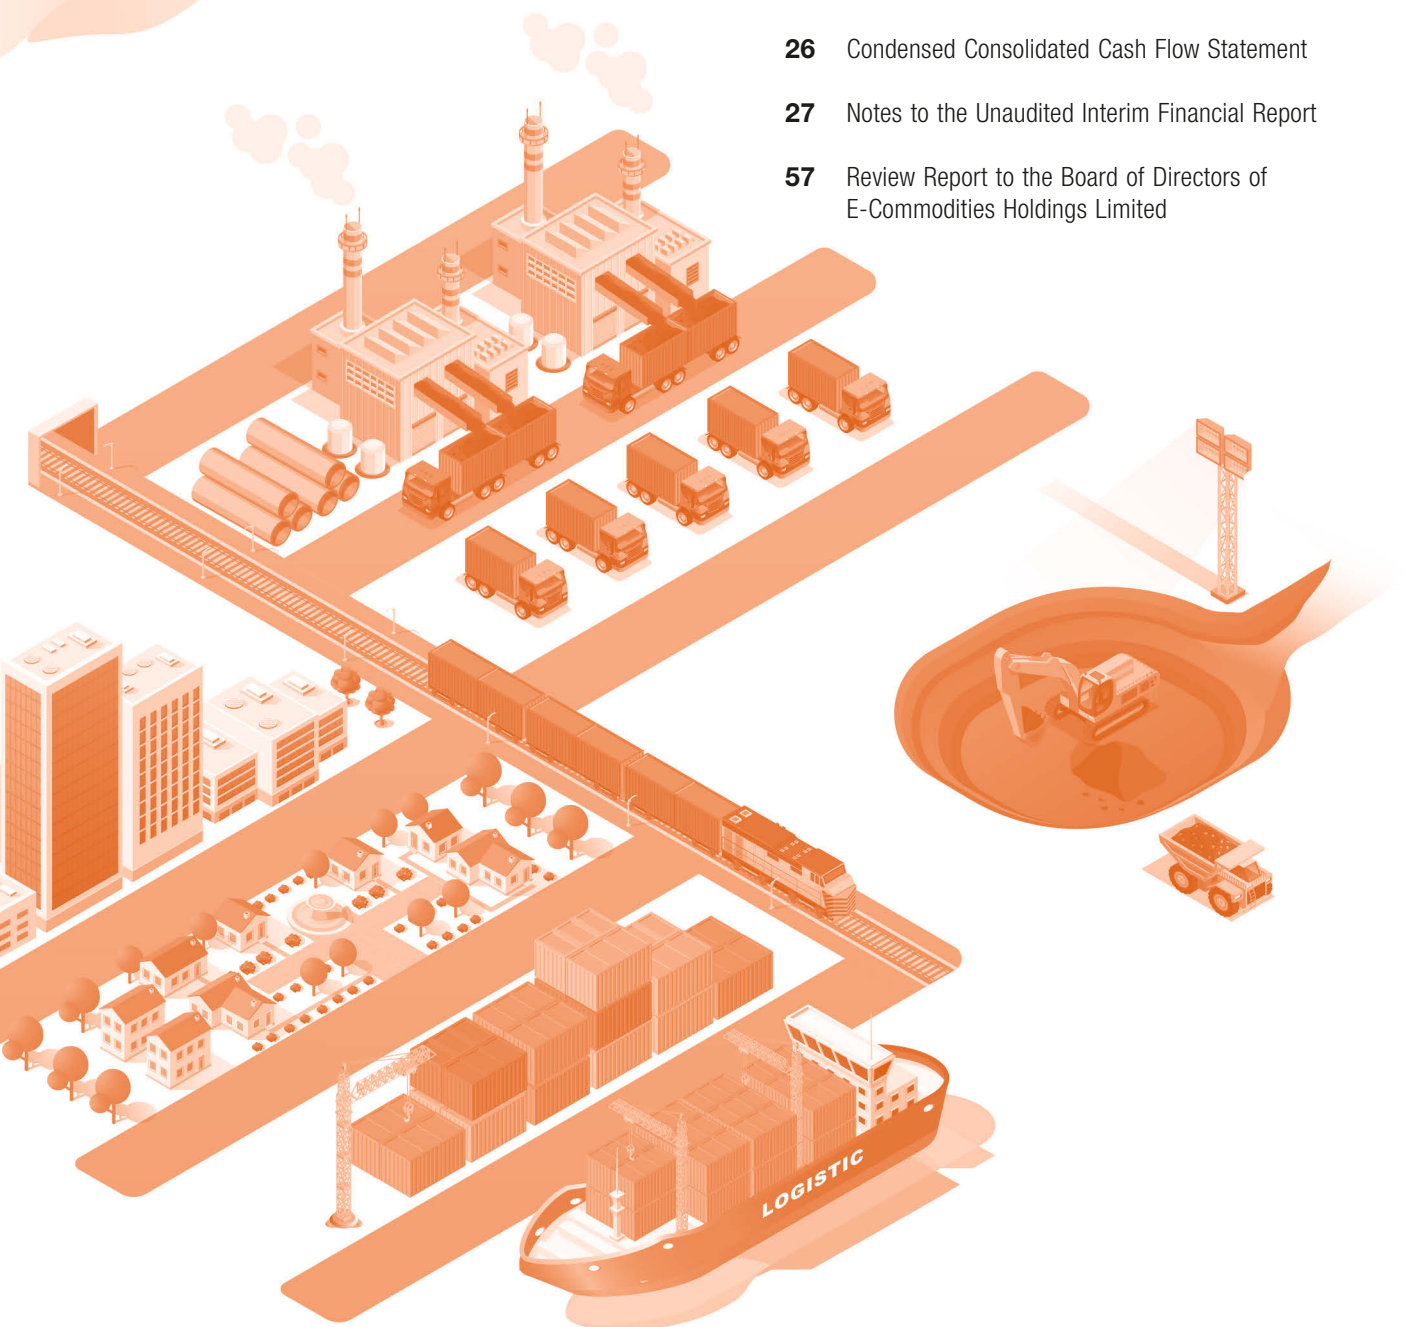 26 Condensed Consolidated Cash Flow Statement
27 Notes to the Unaudited Interim Financial Report
57 Review Report to the Board of Directors of
E-Commodities Holdings Limited
LOGISTIC